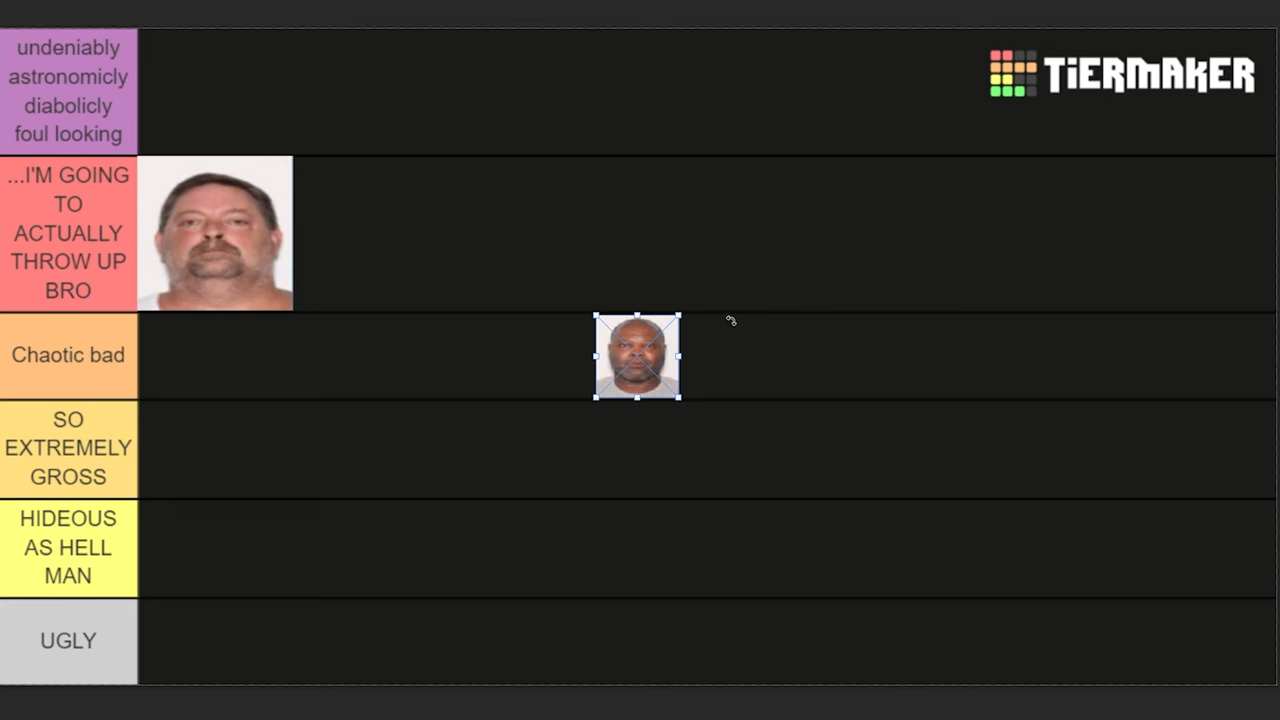 undeniably
astronomicly
diabolicly
foul looking
TiERMAKER
...I'M GOING
TO
ACTUALLY
THROW UP
BRO
Chaotic bad
SO
EXTREMELY
GROSS
HIDEOUS
AS HELL
MAN
UGLY